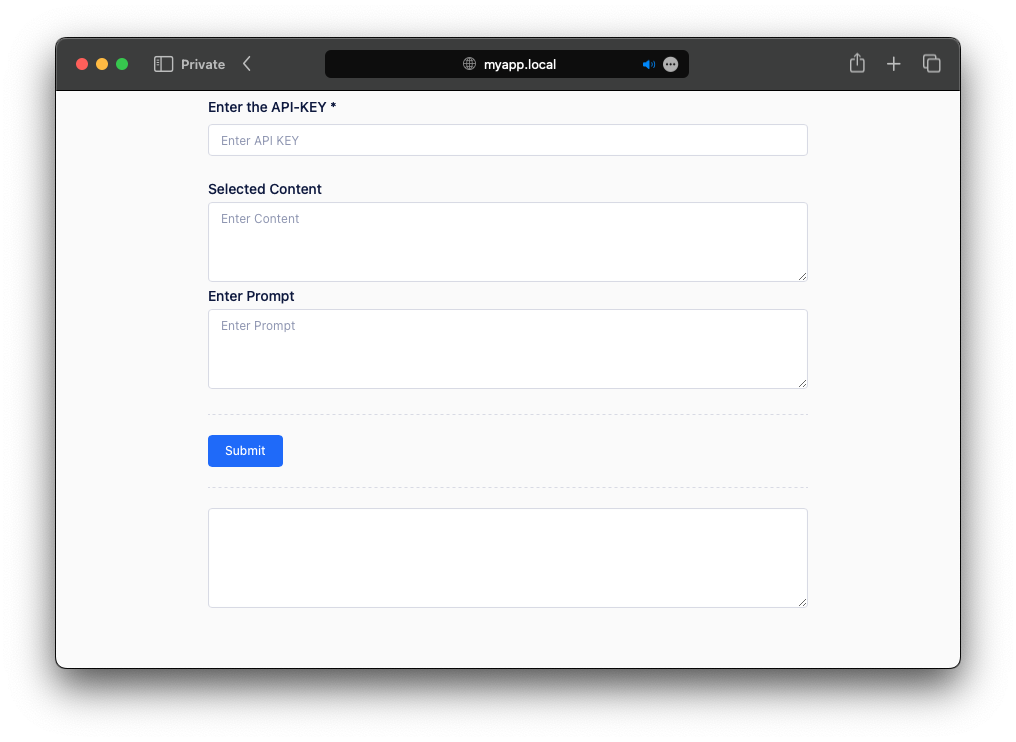 Private
myapp.local
Enter the API-KEY *
Enter API KEY
Selected Content
Enter Content
Enter Prompt
Enter Prompt
Submit